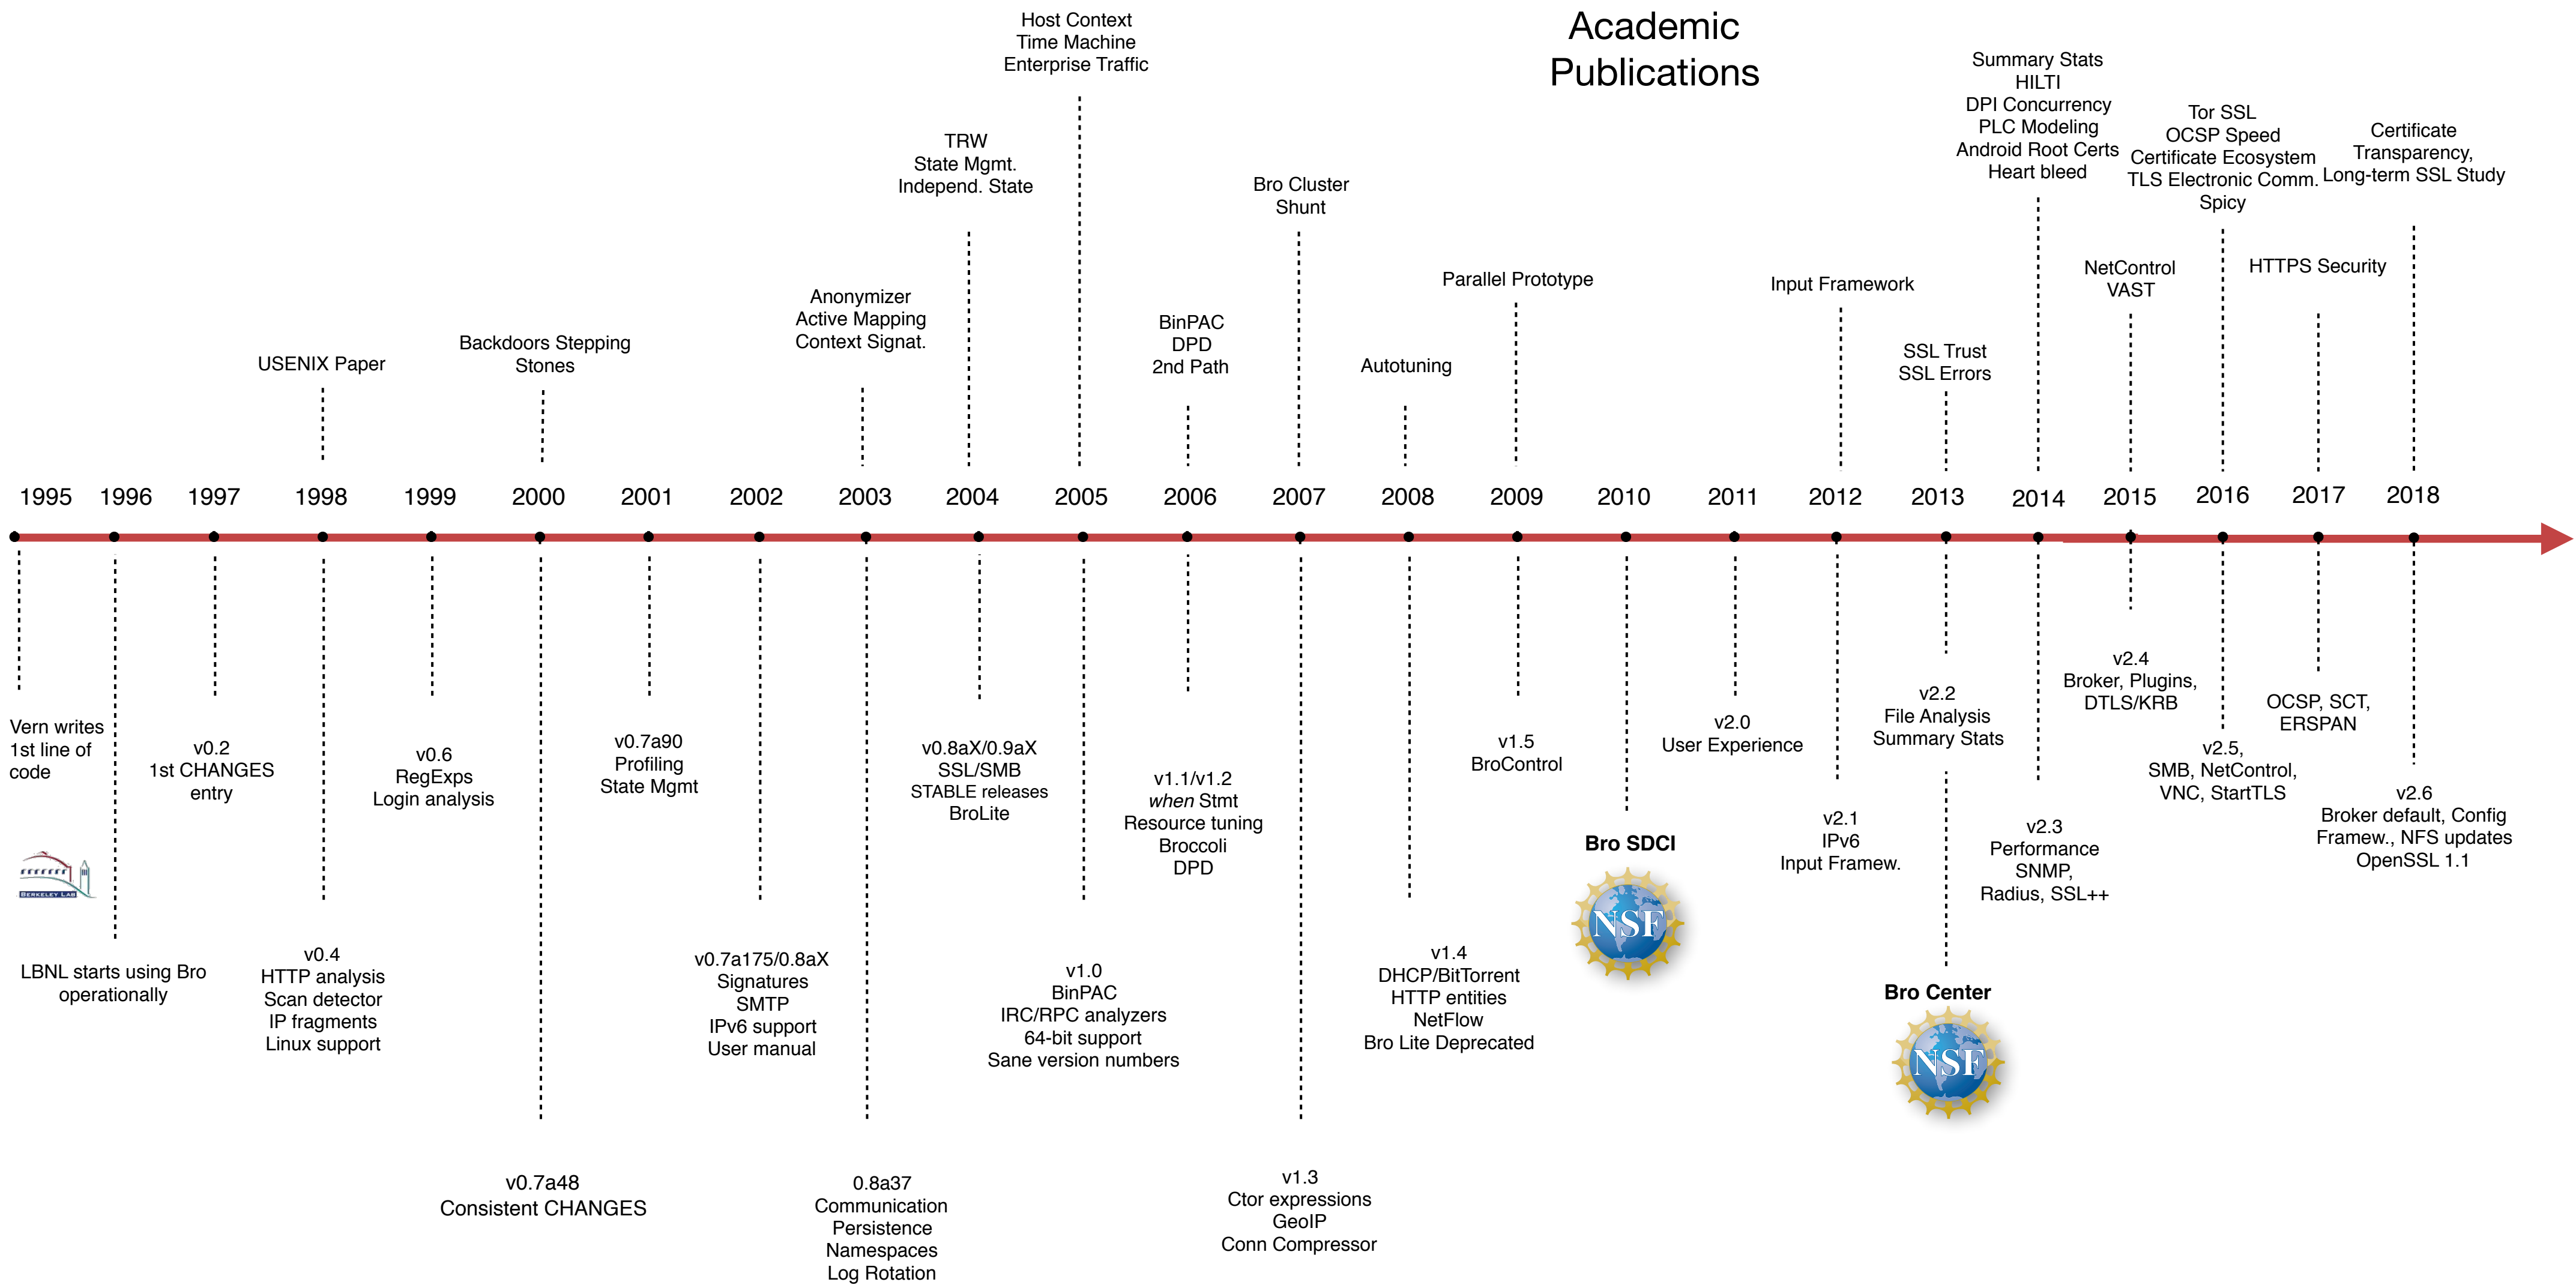 Academic
Publications
Host Context
Time Machine
Enterprise Traffic
TRW
State Mgmt.
Independ. State
Anonymizer
Active Mapping
Context Signat.
USENIX Paper
Backdoors Stepping
Stones
BinPAC
DPD
2nd Path
Bro Cluster
Shunt
Autotuning
Parallel Prototype
Input Framework
SSL Trust
SSL Errors
Summary Stats
HILTI
DPI Concurrency
PLC Modeling
Android Root Certs
Heart bleed
NetControl
VAST
Tor SSL
OCSP Speed
Certificate Ecosystem
TLS Electronic Comm.
Spicy
HTTPS Security
Certificate
Transparency,
Long-term SSL Study
1995 1996 1997 1998 1999 2000 2001 2002 2003 2004 2005 2006 2007 2008 2009 2010 2011 2012 2013 2014 2015 2016 2017 2018
Vern writes
1st line of
code
BERKELEY LAB
LBNL starts using Bro
operationally
v0.2
1st CHANGES
entry
v0.4
HTTP analysis
Scan detector
IP fragments
Linux support
v0.6
RegExps
Login analysis
v0.7a48
Consistent CHANGES
v0.7a90
Profiling
State Mgmt
v0.7a175/0.8aX
Signatures
SMTP
IPv6 support
User manual
0.8a37
Communication
Persistence
Namespaces
Log Rotation
v0.8aX/0.9aX
SSL/SMB
STABLE releases
BroLite
v1.0
BinPAC
IRC/RPC analyzers
64-bit support
Sane version numbers
v1.1/v1.2
when Stmt
Resource tuning
Broccoli
DPD
v1.3
Ctor expressions
GeoIP
Conn Compressor
v1.4
DHCP/BitTorrent
HTTP entities
NetFlow
Bro Lite Deprecated
v1.5
BroControl
Bro SDCI
NSF
v2.0
User Experience
v2.1
IPv6
Input Framew.
v2.2
File Analysis
Summary Stats
Bro Center
NSF
v2.3
Performance
SNMP,
Radius, SSL++
v2.4
Broker, Plugins,
DTLS/KRB
v2.5,
SMB, NetControl,
VNC, StartTLS
OCSP, SCT,
ERSPAN
v2.6
Broker default, Config
Framew., NFS updates
OpenSSL 1.1